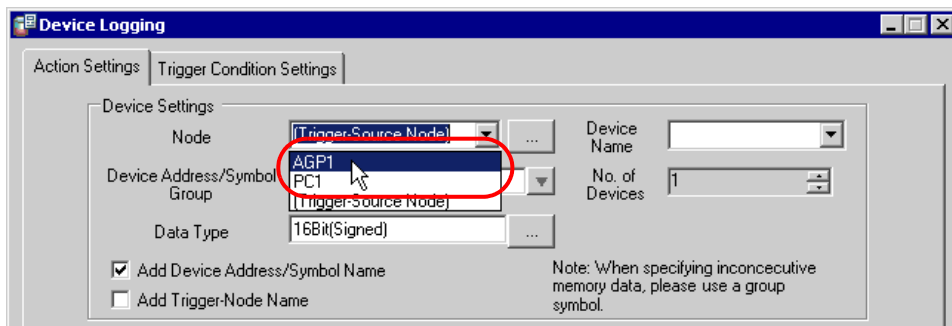 Device Logging
Action Settings
Trigger Condition Settings
Device Settings
Node
(Trigger-Source Node)
...
Device Name
AGP1
PC1
(Trigger-Source Node)
Device Address/Symbol
Group
No. of
Devices
1
Data Type
16Bit(Signed)
...
Add Device Address/Symbol Name
Add Trigger-Node Name
Note: When specifying inconcecutive
memory data, please use a group
symbol.